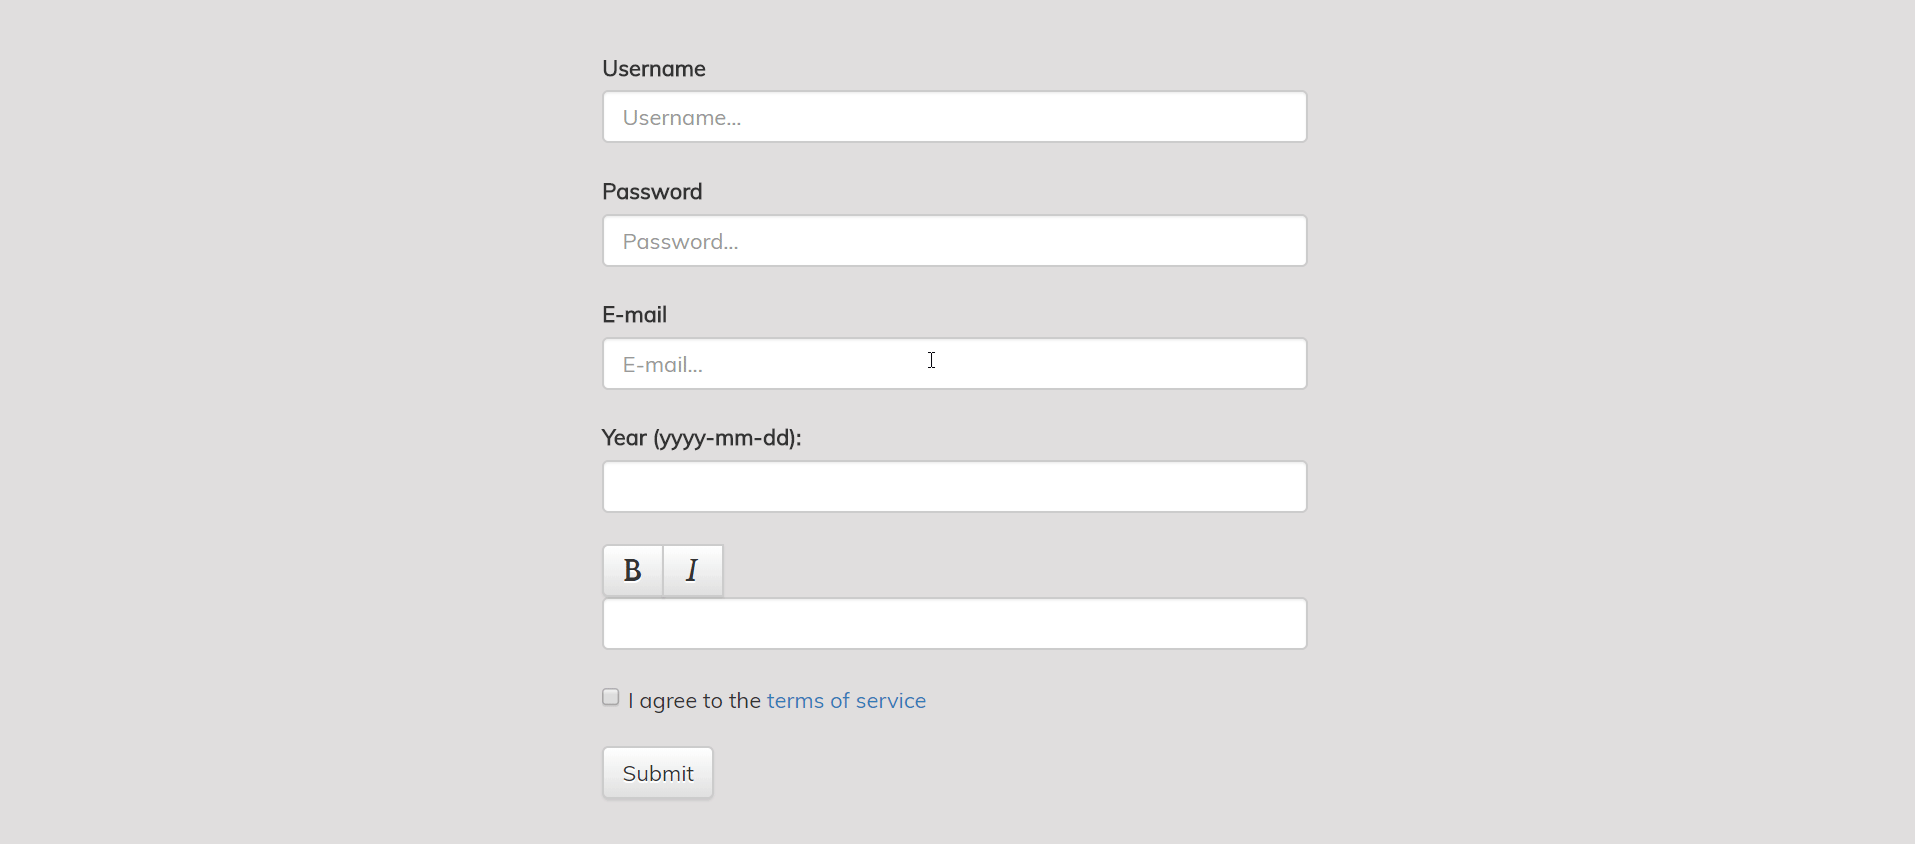 Username
Username...
Password
Password...
E-mail
E-mail...
Year (yyyy-mm-dd):
B I
I agree to the terms of service
Submit